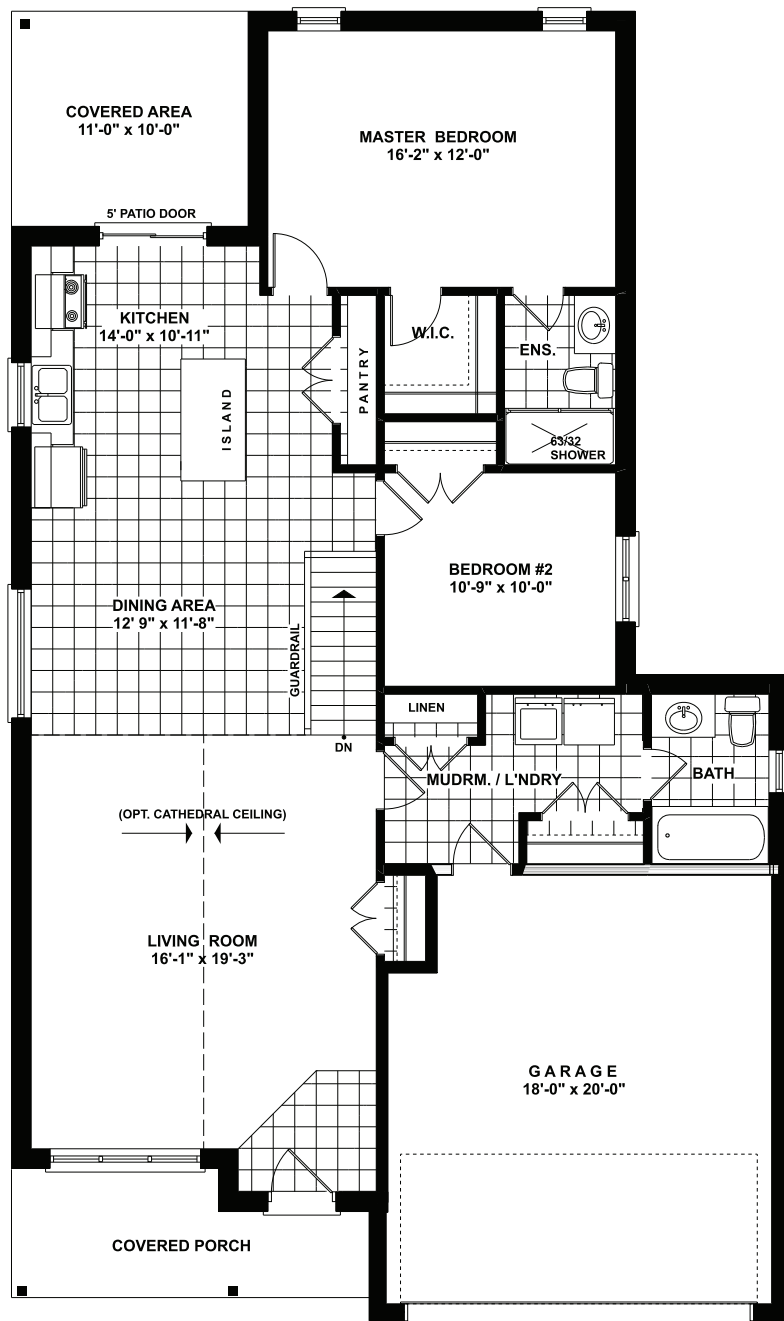 COVERED AREA
11'-0" x 10'-0"
MASTER BEDROOM
16'-2" x 12'-0"
5' PATIO DOOR
KITCHEN
14'-0" x 10'-11"
W.I.C.
ENS.
PANTRY
ISLAND
63/32
SHOWER
BEDROOM #2
10'-9" x 10'-0"
DINING AREA
12' 9" x 11'-8"
GUARDRAIL
LINEN
DN
MUDRM. / L'NDRY
BATH
(OPT. CATHEDRAL CEILING)
LIVING ROOM
16'-1" x 19'-3"
GARAGE
18'-0" x 20'-0"
COVERED PORCH